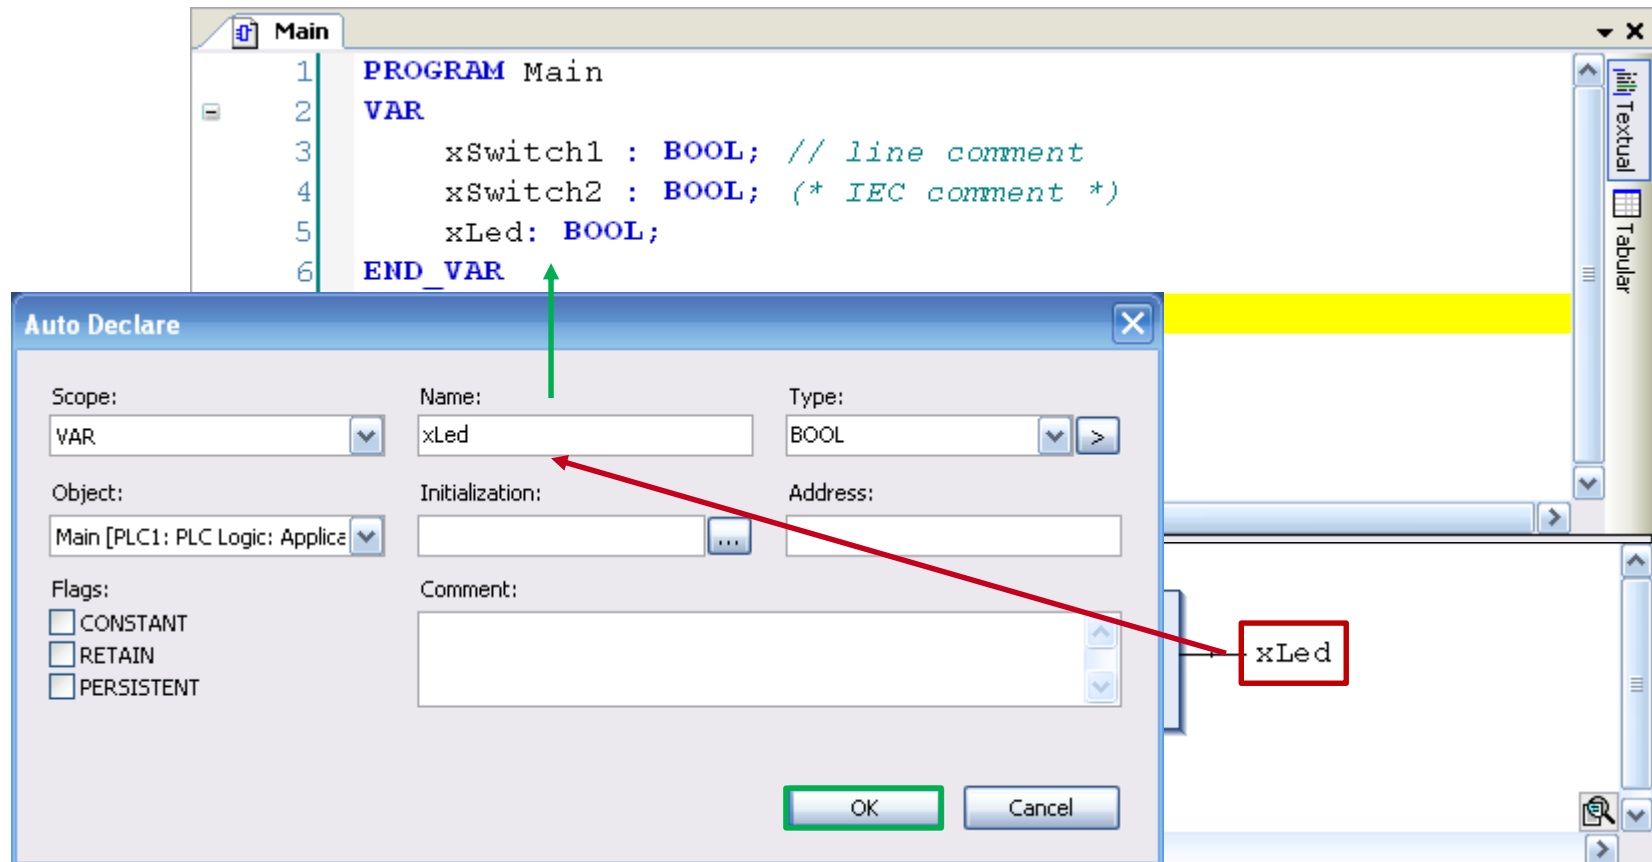 Main
1 PROGRAM Main
2 VAR
3 xSwitch1 : BOOL; // line comment
4 xSwitch2 : BOOL; (* IEC comment *)
5 xLed: BOOL;
6 END_VAR
Textual
Tabular
Auto Declare
Scope: Name: Type:
VAR xLed BOOL >
Object: Initialization: Address:
Main [PLC1: PLC Logic: Applica ...
Flags: Comment:
CONSTANT
RETAIN
PERSISTENT
xLed
OK Cancel